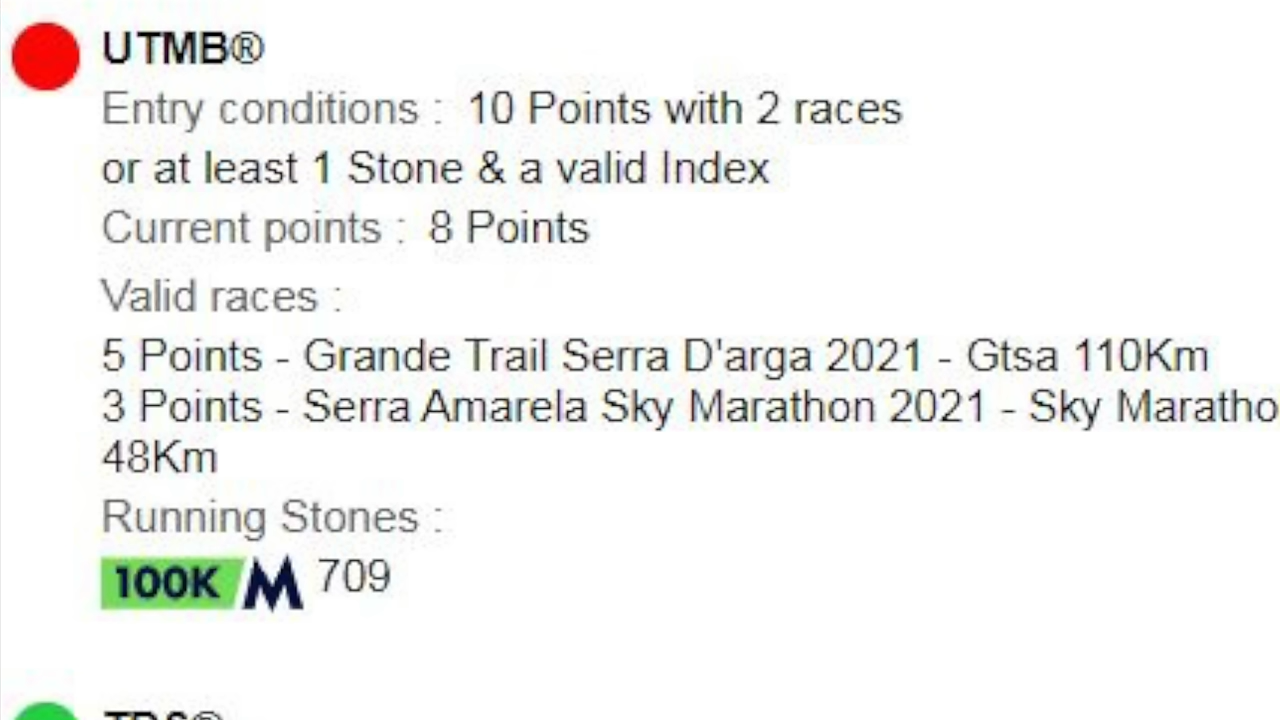 UTMB®
Entry conditions : 10 Points with 2 races
or at least 1 Stone & a valid Index
Current points : 8 Points
Valid races :
5 Points - Grande Trail Serra D'arga 2021 - Gtsa 110Km
3 Points - Serra Amarela Sky Marathon 2021 - Sky Maratho
48Km
Running Stones :
100K M 709